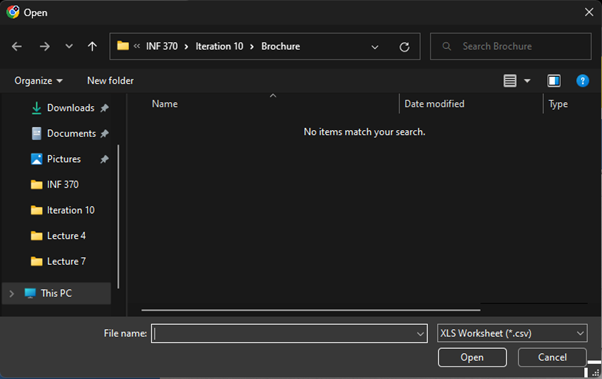 Open
« INF 370 › Iteration 10 › Brochure
Search Brochure
Organize
New folder
Name
Date modified
Type
No items match your search.
Downloads
Documents
Pictures
INF 370
Iteration 10
Lecture 4
Lecture 7
This PC
File name:
XLS Worksheet (*.csv)
Open
Cancel